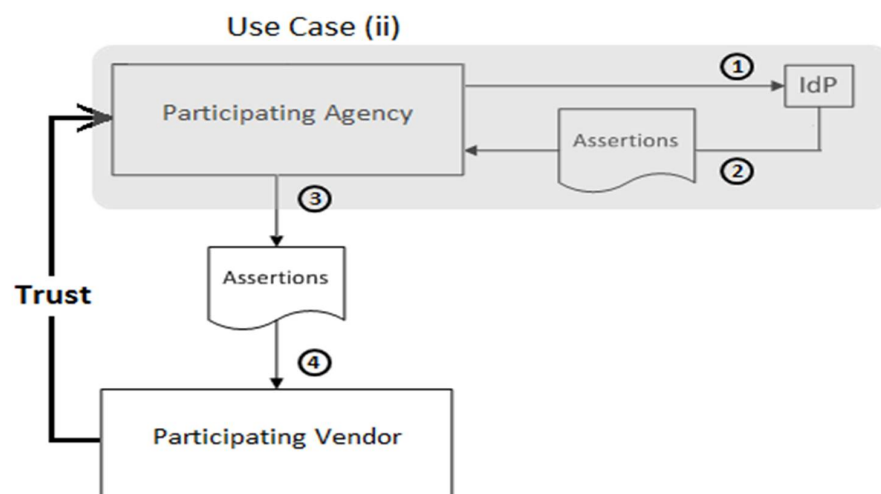 Use Case (ii)
1
IdP
Participating Agency
Assertions
2
3
Assertions
Trust
4
Participating Vendor